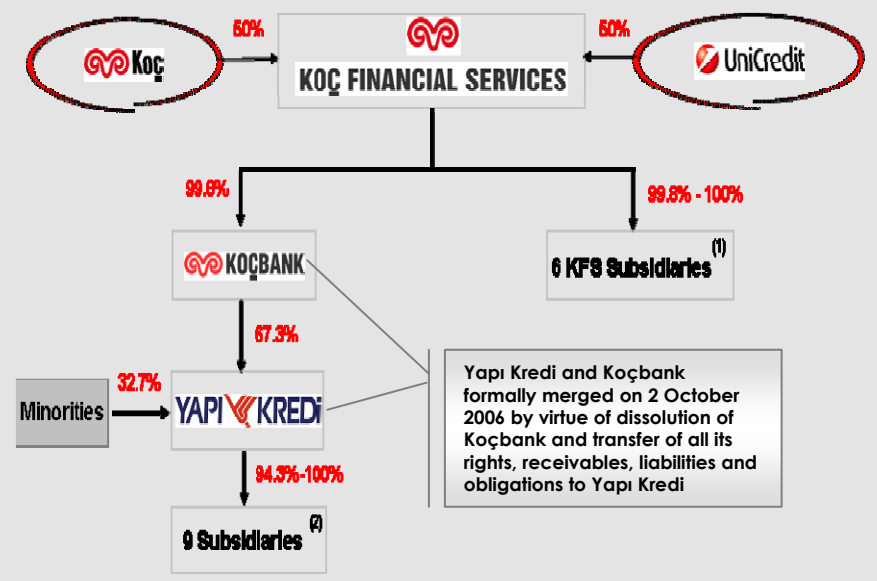 50%
50%
Koç
KOÇ FINANCIAL SERVICES
UniCredit
99.8%
99.8% - 100%
KOÇBANK
6 KFS Subsidiaries (1)
67.3%
32.7%
Minorities
YAPI KREDi
Yapı Kredi and Koçbank
formally merged on 2 October
2006 by virtue of dissolution of
Koçbank and transfer of all its
rights, receivables, liabilities and
obligations to Yapı Kredi
94.3%-100%
9 Subsidiaries (2)